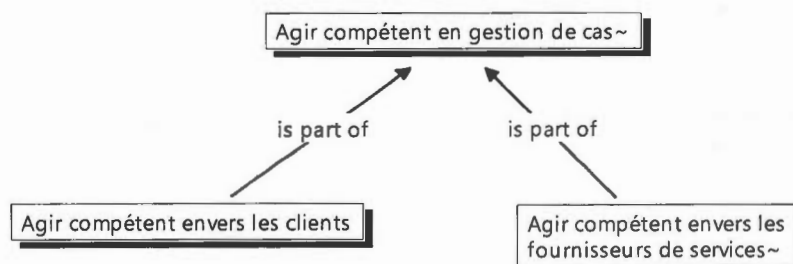 Agir compétent en gestion de cas~
is part of
is part of
Agir compétent envers les clients
Agir compétent envers les
fournisseurs de services~